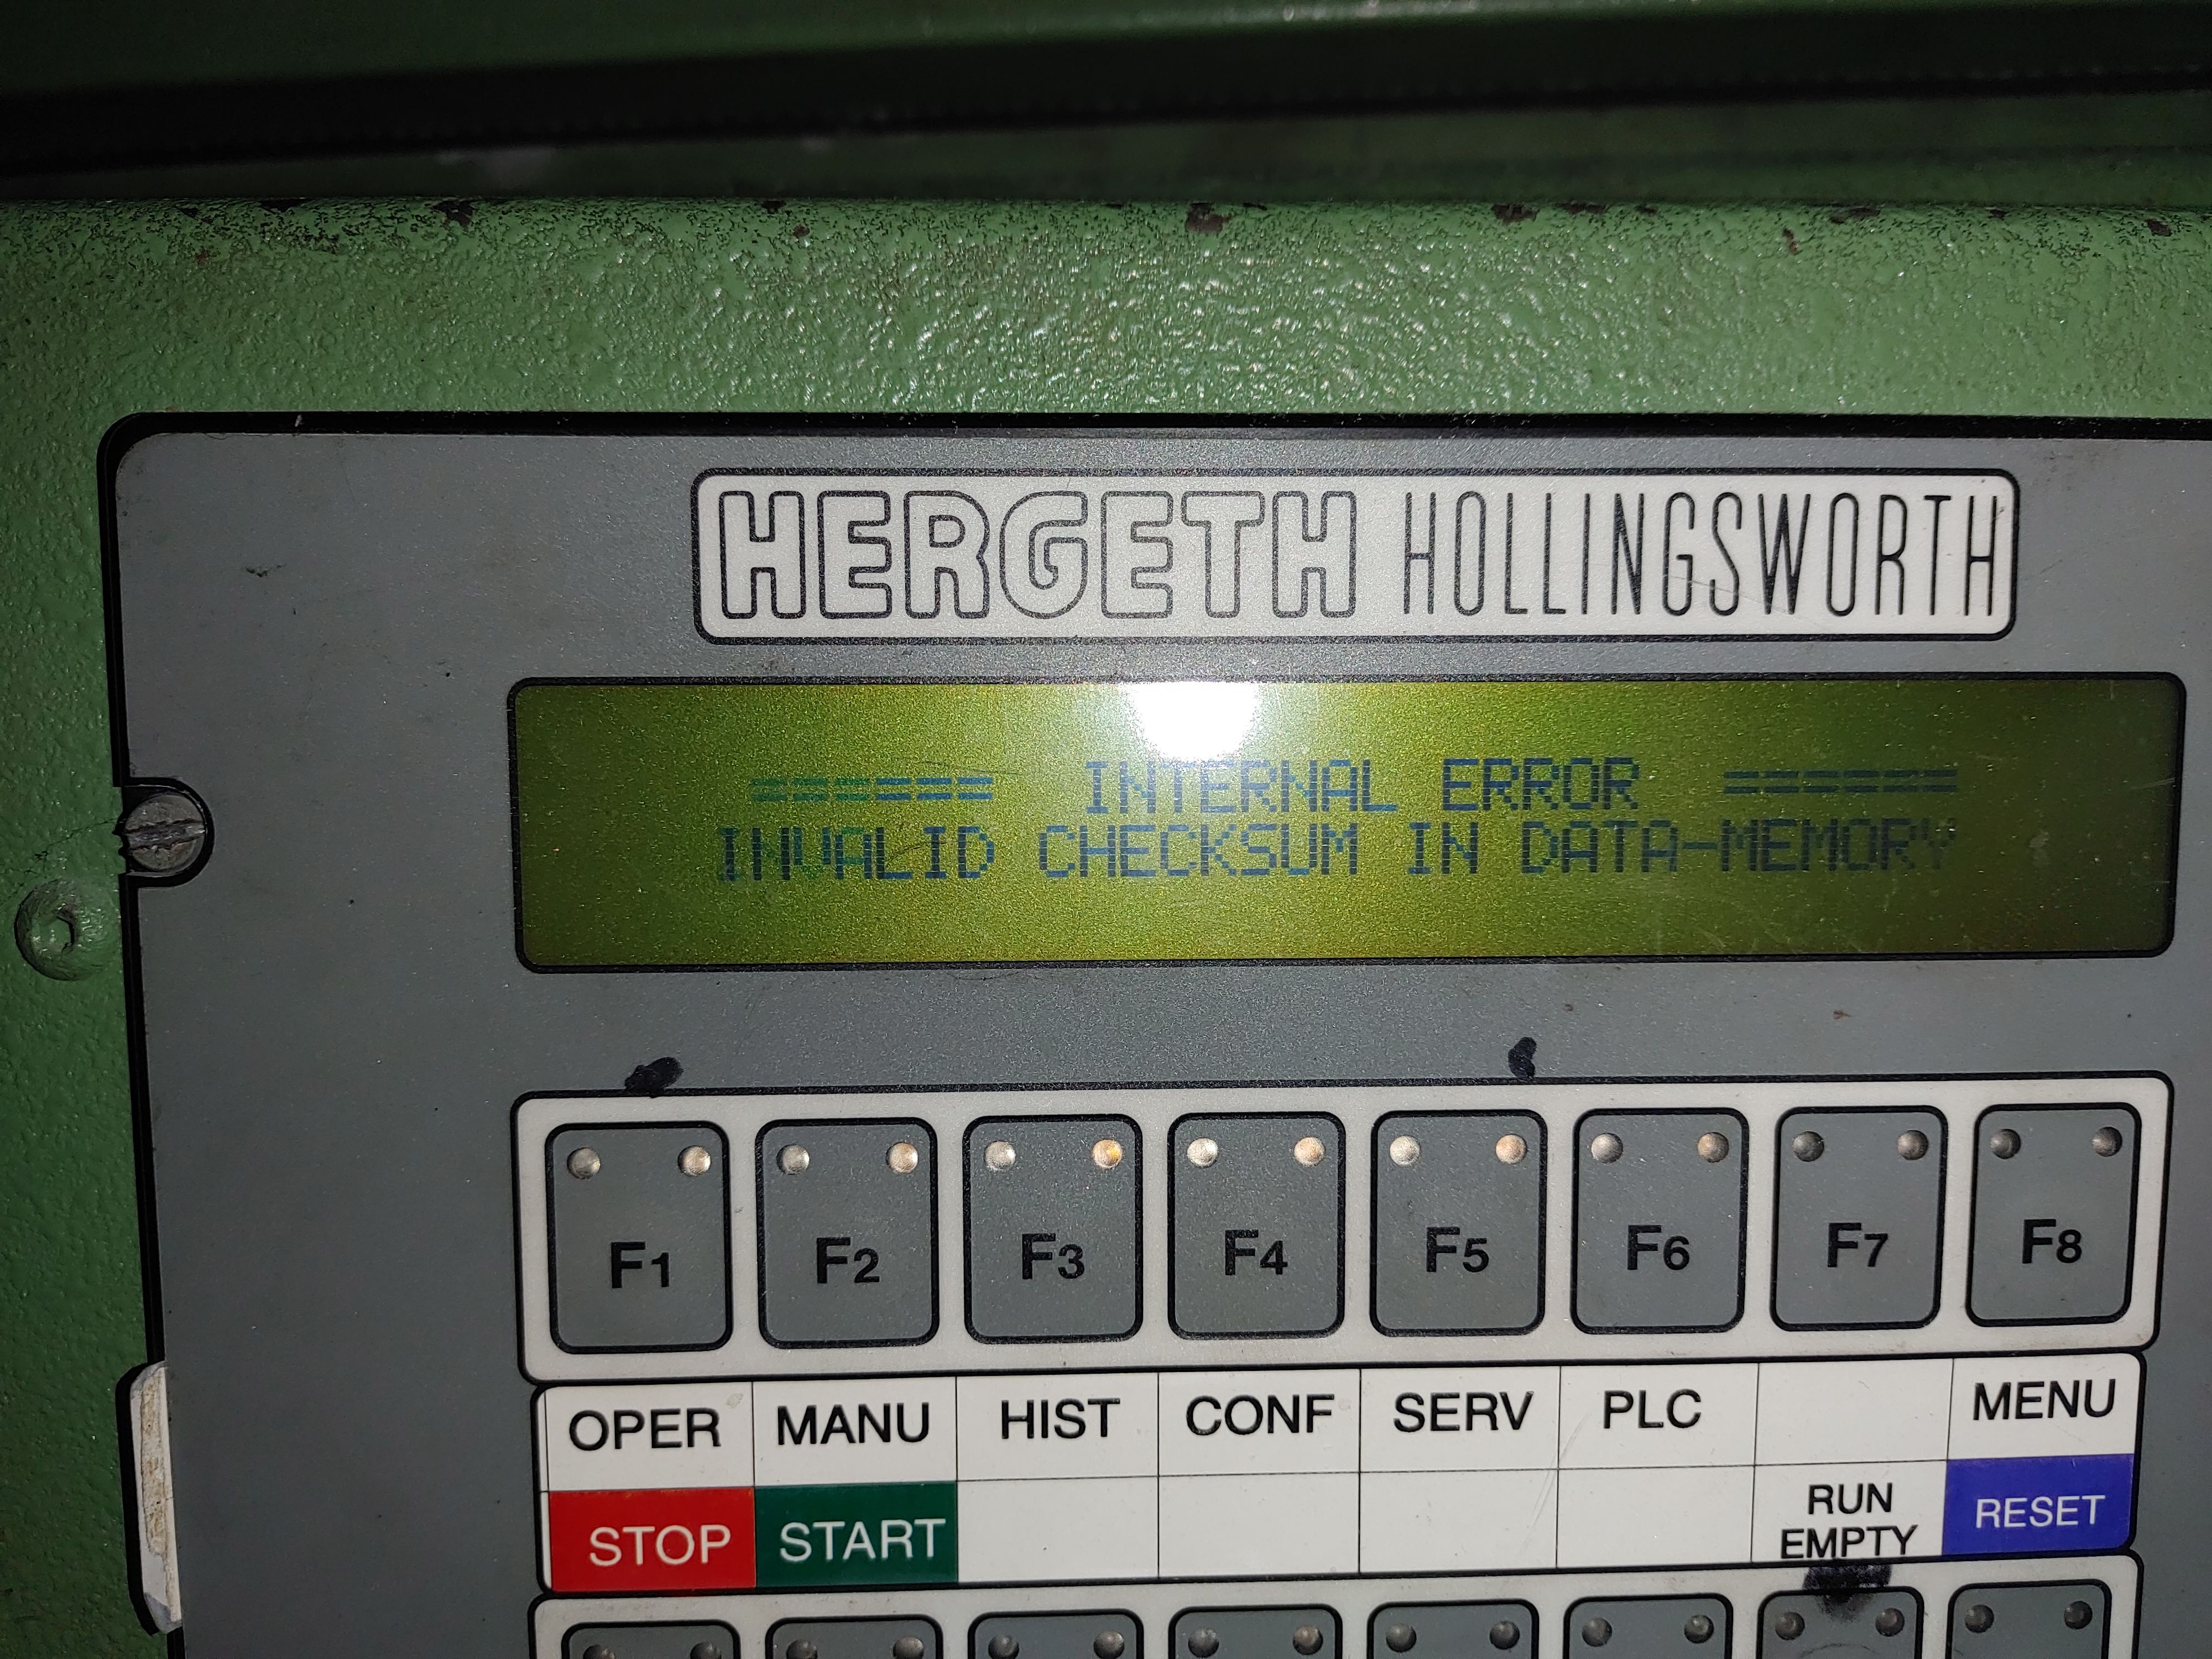 HERGETH HOLLINGSWORTH
====== INTERNAL ERROR ======
INVALID CHECKSUM IN DATA-MEMORY
F1 F2 F3 F4 F5 F6 F7 F8
OPER MANU HIST CONF SERV PLC MENU
STOP START RUN EMPTY RESET